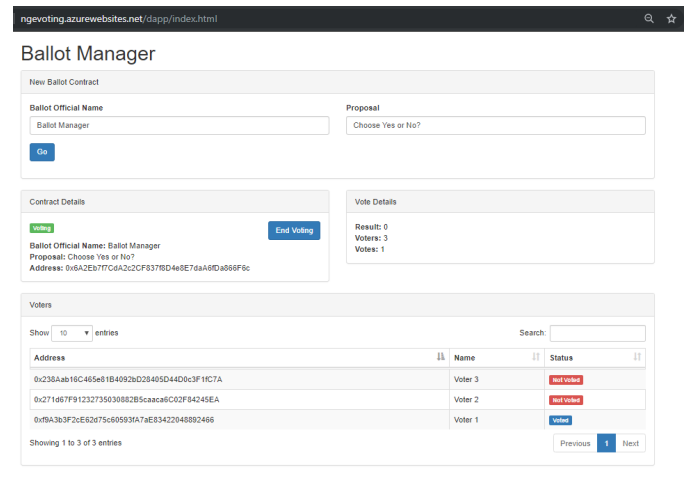 ngevoting.azurewebsites.net/dapp/index.html
Ballot Manager
New Ballot Contract
Ballot Official Name
Proposal
Ballot Manager
Choose Yes or No?
Go
Contract Details
Vote Details
Voting
End Voting
Ballot Official Name: Ballot Manager
Proposal: Choose Yes or No?
Address: 0x6A2Eb7f7CdA2c2CF837f8D4e8E7daA6fDa866F6c
Result: 0
Voters: 3
Votes: 1
Voters
Show 10 entries
Search:
Address Name Status
0x238Aab16C465e81B4092bD28405D44D0c3F1fC7A Voter 3 Not Voted
0x271d67F91232735030882B5caaca6C02F84245EA Voter 2 Not Voted
0xf9A3b3F2cE62d75c60593fA7aE83422048892466 Voter 1 Voted
Showing 1 to 3 of 3 entries
Previous 1 Next